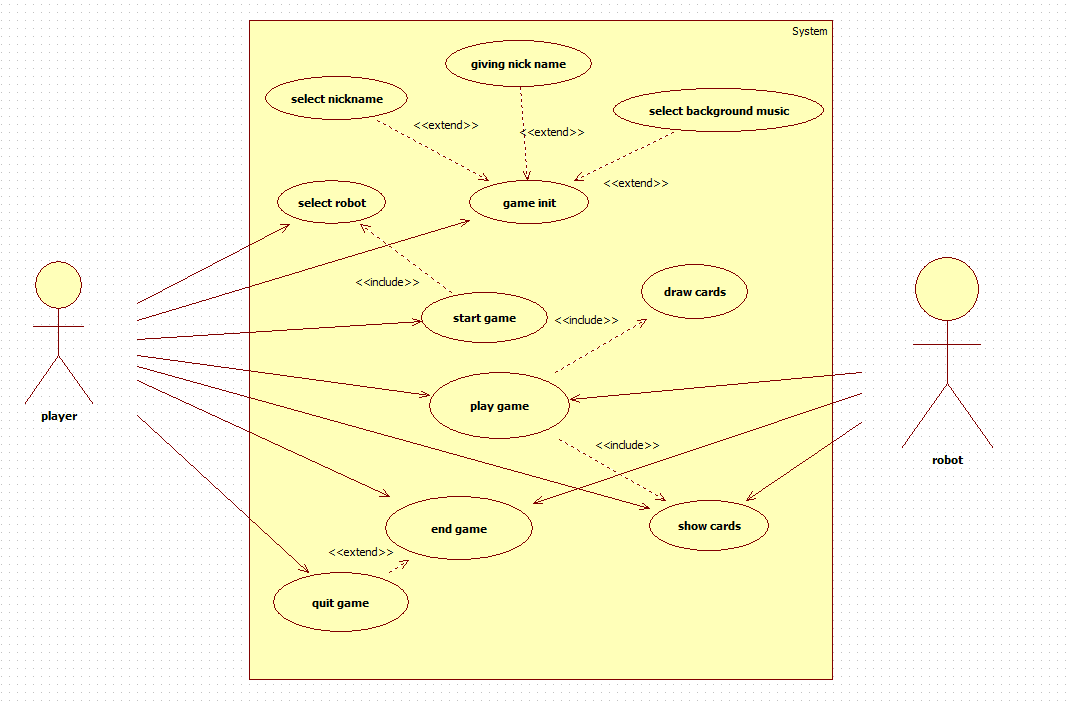 System
giving nick name
select nickname
select background music
<<extend>>
<<extend>>
<<extend>>
select robot
game init
<<include>>
draw cards
start game
<<include>>
play game
player
<<include>>
robot
end game
show cards
<<extend>>
quit game